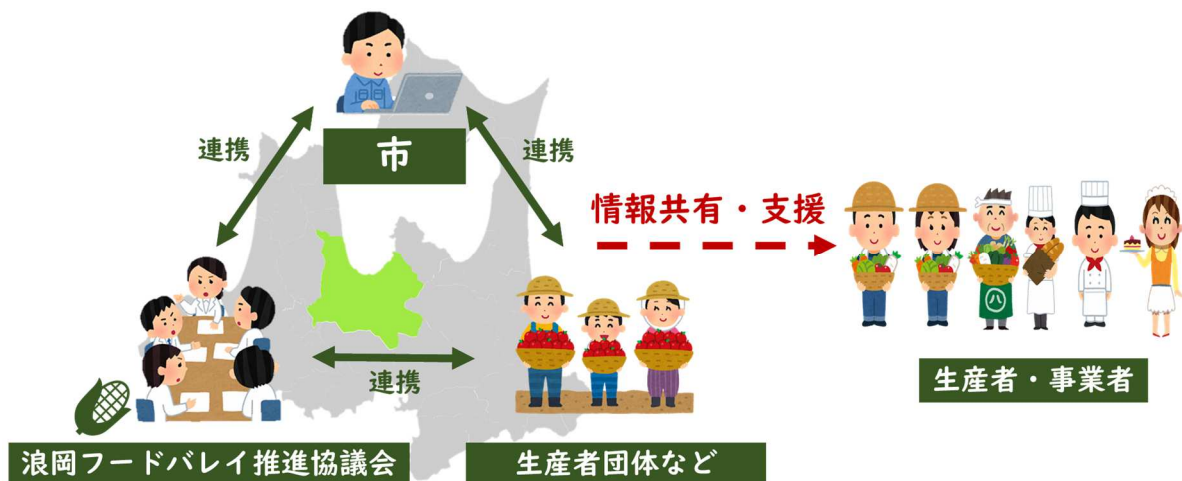 連携
市
連携
情報共有・支援
八
連携
生産者・事業者
浪岡フードバレイ推進協議会
生産者団体など